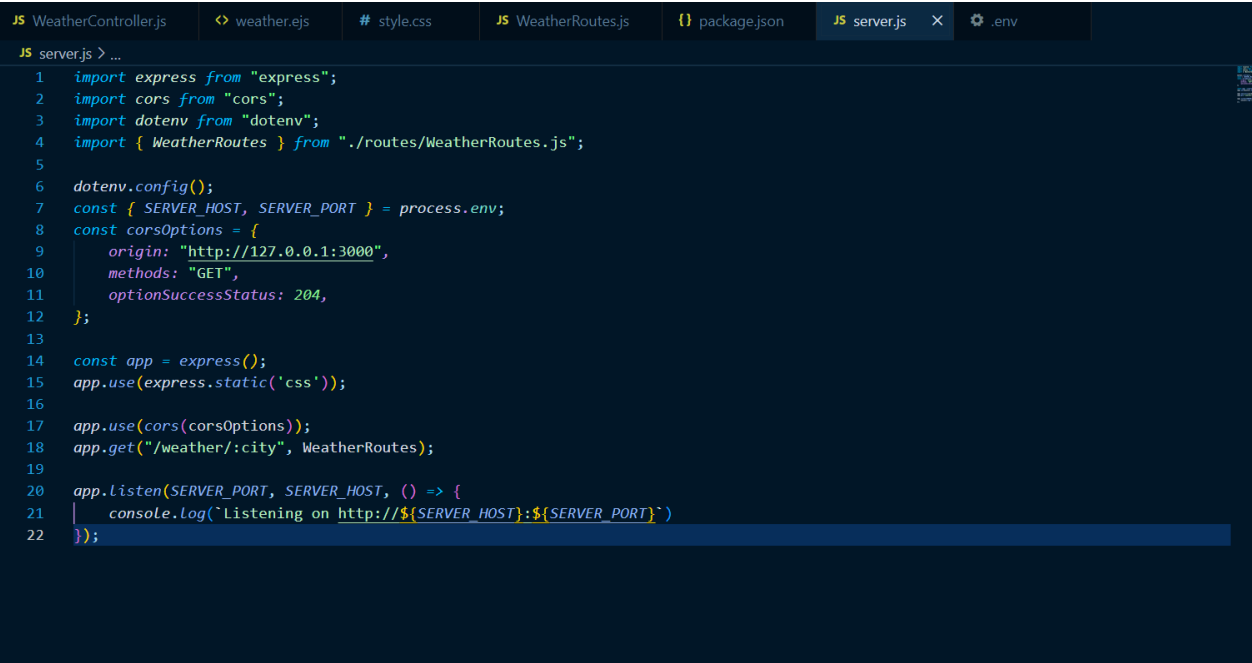 JS WeatherController.js <> weather.ejs # style.css JS WeatherRoutes.js {} package.json JS server.js × .env
JS server.js > ...
1 import express from "express";
2 import cors from "cors";
3 import dotenv from "dotenv";
4 import { WeatherRoutes } from "./routes/WeatherRoutes.js";
5
6 dotenv.config();
7 const { SERVER_HOST, SERVER_PORT } = process.env;
8 const corsOptions = {
9 origin: "http://127.0.0.1:3000",
10 methods: "GET",
11 optionSuccessStatus: 204,
12 };
13
14 const app = express();
15 app.use(express.static('css'));
16
17 app.use(cors(corsOptions));
18 app.get("/weather/:city", WeatherRoutes);
19
20 app.listen(SERVER_PORT, SERVER_HOST, () => {
21 console.log(`Listening on http://${SERVER_HOST}:${SERVER_PORT}`)
22 });